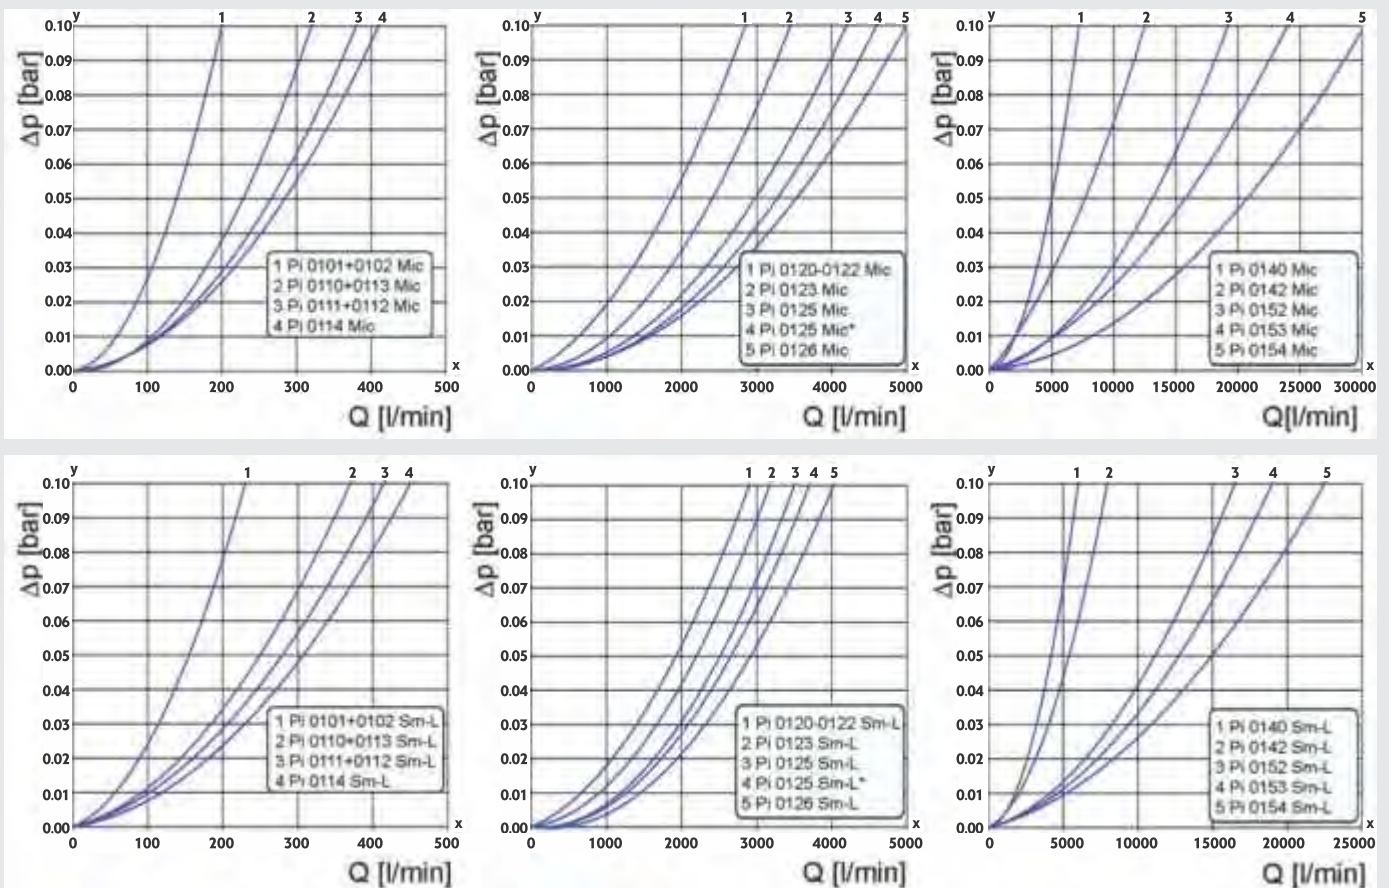 y 1 2 3 4
0.10
0.09
0.08
0.07
0.06
0.05
0.04
0.03
0.02
0.01
0.00
Δp [bar]
1 Pi 0101+0102 Mic
2 Pi 0110+0113 Mic
3 Pi 0111+0112 Mic
4 Pi 0114 Mic
x
0 100 200 300 400 500
Q [l/min]
y 1 2 3 4 5
0.10
0.09
0.08
0.07
0.06
0.05
0.04
0.03
0.02
0.01
0.00
Δp [bar]
1 Pi 0120-0122 Mic
2 Pi 0123 Mic
3 Pi 0125 Mic
4 Pi 0125 Mic*
5 Pi 0126 Mic
x
0 1000 2000 3000 4000 5000
Q [l/min]
y 1 2 3 4 5
0.10
0.09
0.08
0.07
0.06
0.05
0.04
0.03
0.02
0.01
0.00
Δp [bar]
1 Pi 0140 Mic
2 Pi 0142 Mic
3 Pi 0152 Mic
4 Pi 0153 Mic
5 Pi 0154 Mic
x
0 5000 10000 15000 20000 25000 300000
Q[l/min]
y 1 2 3 4
0.10
0.09
0.08
0.07
0.06
0.05
0.04
0.03
0.02
0.01
0.00
Δp [bar]
1 Pi 0101+0102 Sm-L
2 Pi 0110+0113 Sm-L
3 Pi 0111+0112 Sm-L
4 Pi 0114 Sm-L
x
0 100 200 300 400 500
Q [l/min]
y 1 2 3 4 5
0.10
0.09
0.08
0.07
0.06
0.05
0.04
0.03
0.02
0.01
0.00
Δp [bar]
1 Pi 0120-0122 Sm-L
2 Pi 0123 Sm-L
3 Pi 0125 Sm-L
4 Pi 0125 Sm-L*
5 Pi 0126 Sm-L
x
0 1000 2000 3000 4000 5000
Q [l/min]
y 1 2 3 4 5
0.10
0.09
0.08
0.07
0.06
0.05
0.04
0.03
0.02
0.01
0.00
Δp [bar]
1 Pi 0140 Sm-L
2 Pi 0142 Sm-L
3 Pi 0152 Sm-L
4 Pi 0153 Sm-L
5 Pi 0154 Sm-L
x
0 5000 10000 15000 20000 25000
Q [l/min]